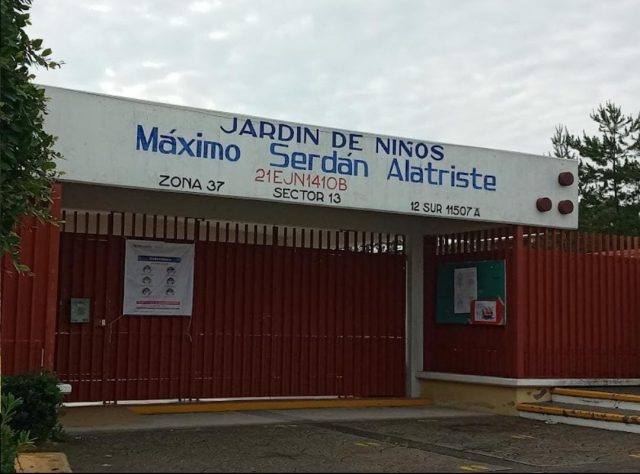 JARDIN DE NIÑOS
Máximo Serdán Alatriste
21EJN1410B
ZONA 37
SECTOR 13
12 SUR 11507 A